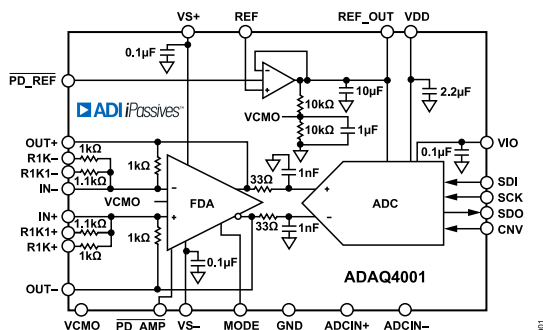 VS+ REF REF_OUT VDD
0.1µF
PD_REF
10µF 2.2µF
10kΩ
ADI iPassives™
VCMO
10kΩ 1µF
OUT+ VIO
1kΩ 0.1µF
R1K– 1kΩ 1nF
R1K1– 33Ω
1.1kΩ SDI
IN– – + SCK
VCMO FDA ADC
IN+ + – SDO
1.1kΩ CNV
R1K1+ 33Ω
1kΩ 1nF
R1K+
1kΩ 0.1µF
ADAQ4001
OUT–
VCMO PD_AMP VS– MODE GND ADCIN+ ADCIN–